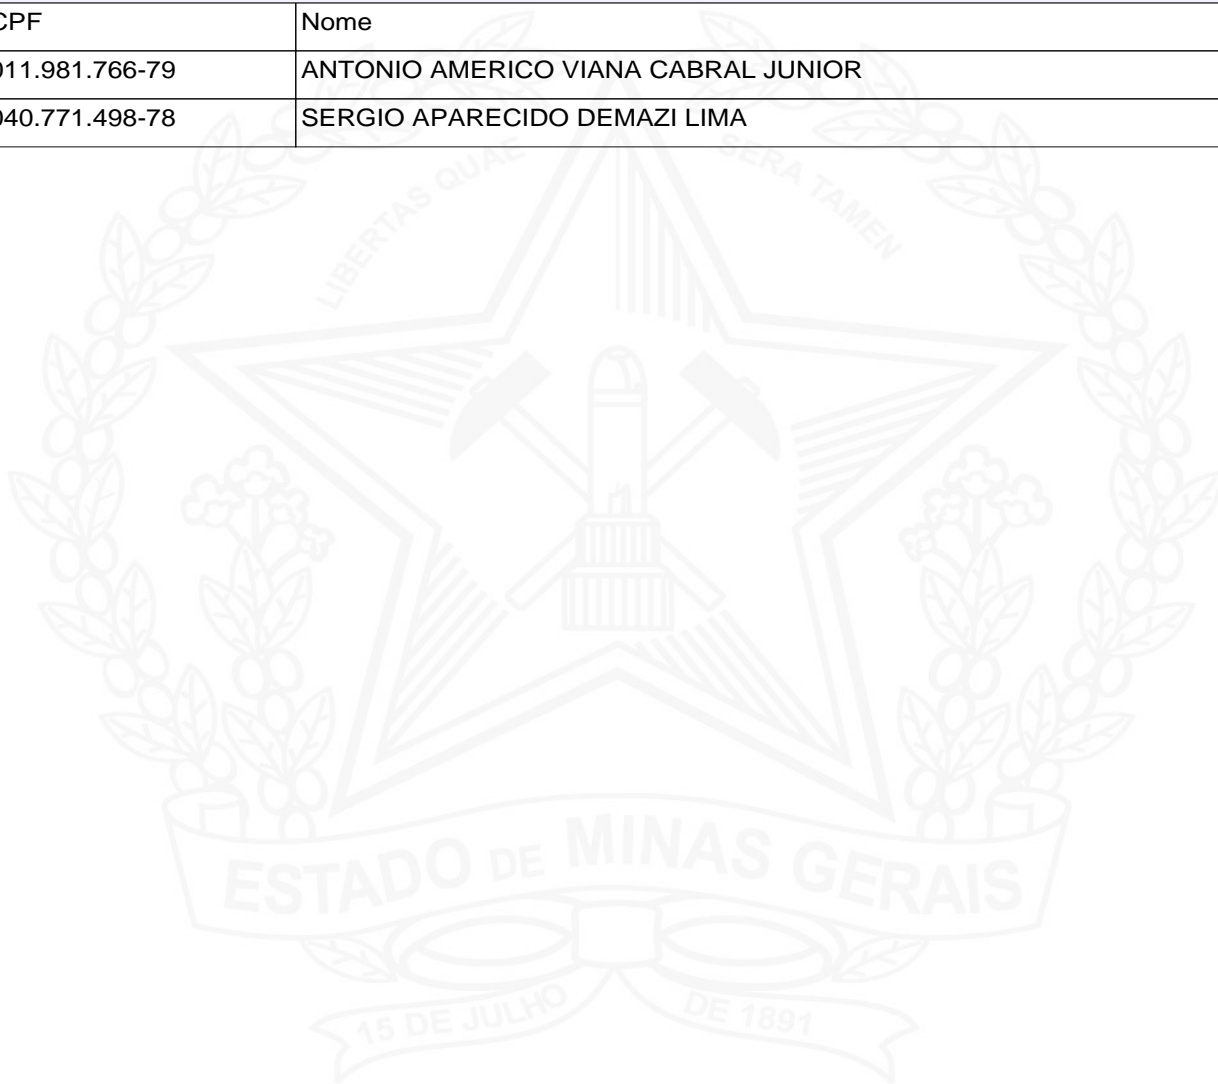 CPF Nome
011.981.766-79 ANTONIO AMERICO VIANA CABRAL JUNIOR
040.771.498-78 SERGIO APARECIDO DEMAZI LIMA
LIBERTAS QUAE SERA TAMEN
ESTADO DE MINAS GERAIS
15 DE JULHO DE 1891